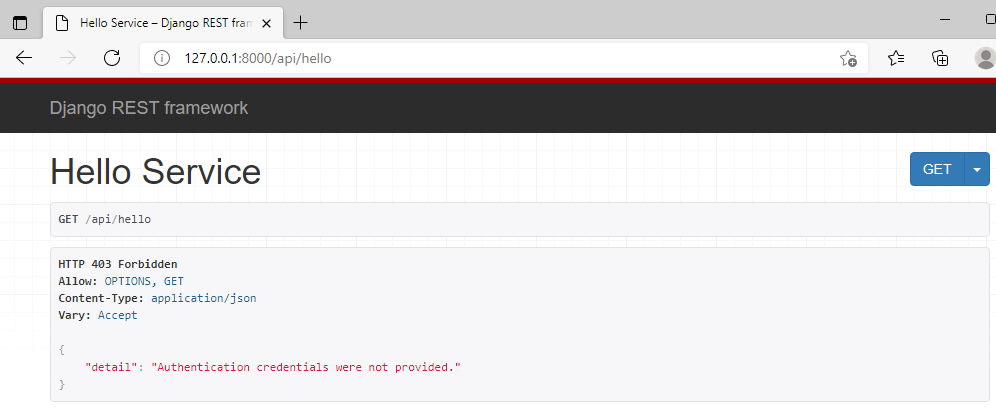 Hello Service – Django REST fram
127.0.0.1:8000/api/hello
Django REST framework
Hello Service
GET
GET /api/hello
HTTP 403 Forbidden
Allow: OPTIONS, GET
Content-Type: application/json
Vary: Accept
{
"detail": "Authentication credentials were not provided."
}